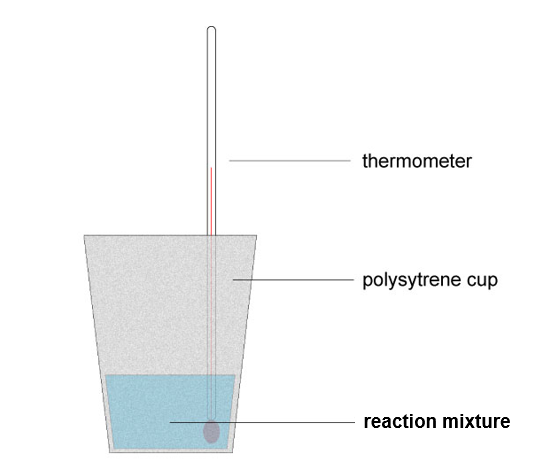 thermometer
polysytrene cup
reaction mixture